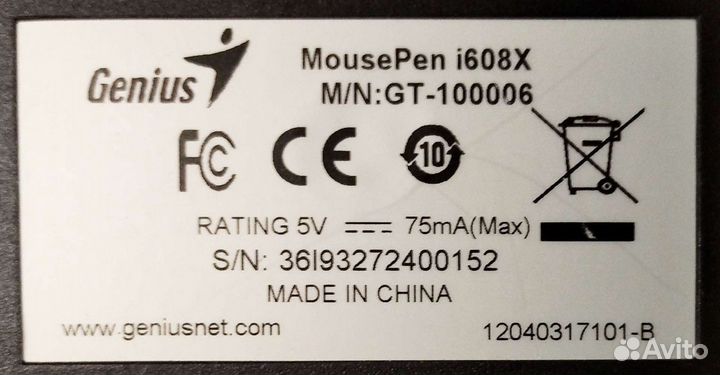 Genius
MousePen i608X
M/N:GT-100006
FC CE 10
RATING 5V 75mA(Max)
S/N: 36I93272400152
MADE IN CHINA
www.geniusnet.com
12040317101-B
Avito